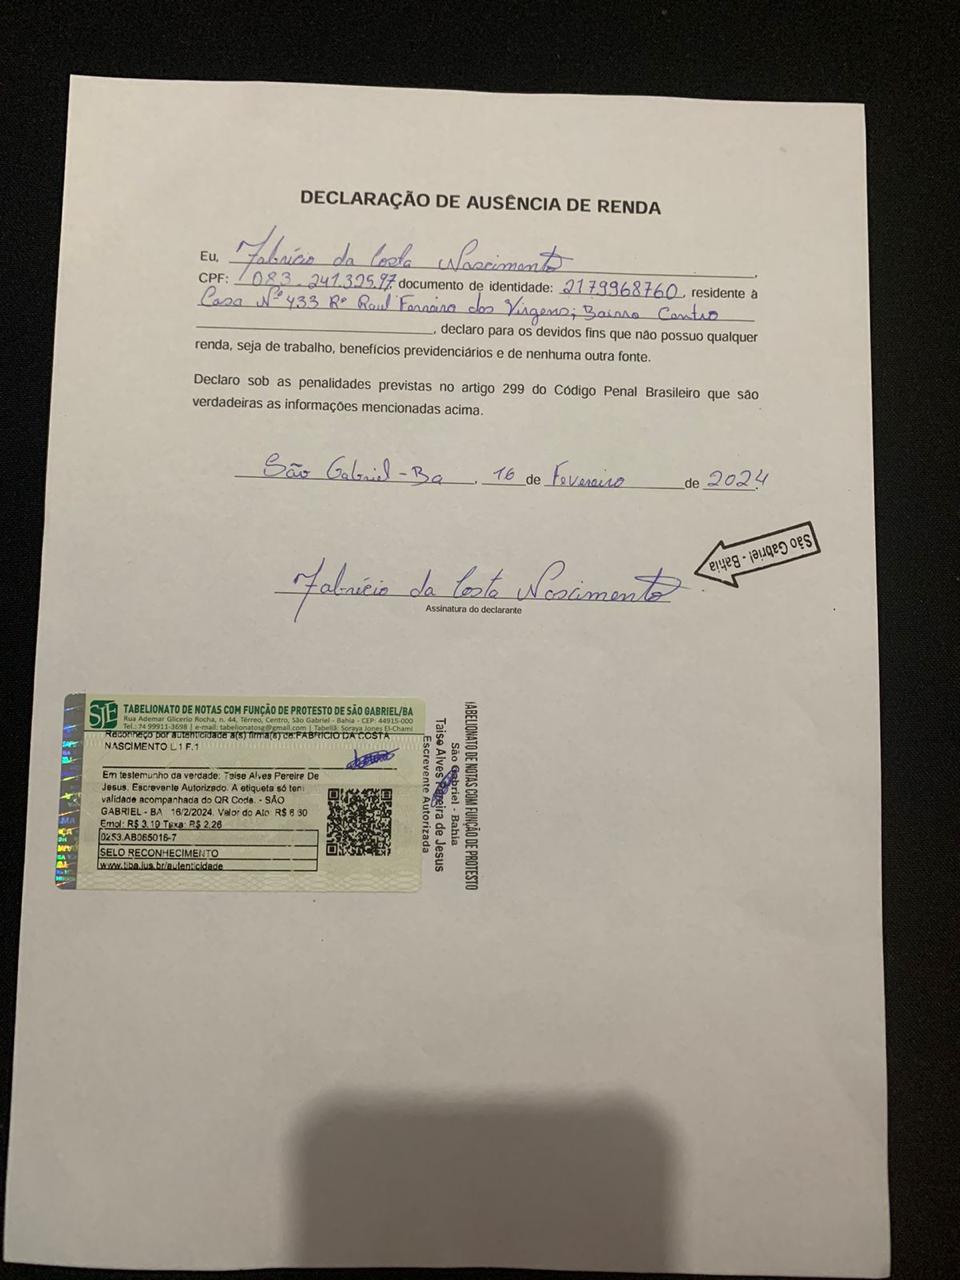 DECLARAÇÃO DE AUSÊNCIA DE RENDA
Eu, Fabrício da Costa Nascimento,
CPF: 083.241.325.97 documento de identidade: 2179968760, residente à
Casa Nº 433 Rª Raul Ferreira das Virgens; Bairro Centro
, declaro para os devidos fins que não possuo qualquer
renda, seja de trabalho, benefícios previdenciários e de nenhuma outra fonte.
Declaro sob as penalidades previstas no artigo 299 do Código Penal Brasileiro que são
verdadeiras as informações mencionadas acima.
São Gabriel-Ba, 16 de Fevereiro de 2024
São Gabriel - Bahia
Fabrício da Costa Nascimento
Assinatura do declarante
SJE
TABELIONATO DE NOTAS COM FUNÇÃO DE PROTESTO DE SÃO GABRIEL/BA
Rua Ademar Glicerio Rocha, n. 44, Térreo, Centro, São Gabriel - Bahia - CEP: 44915-000
Tel.: 74 99911-3698 | e-mail: tabelionatosg@gmail.com | Tabeliã: Soraya Jones El-Chami
Reconheço por autenticidade a(s) firma(s) de: FABRICIO DA COSTA
NASCIMENTO L.1 F.1
Em testemunho da verdade: Taise Alves Pereira De
Jesus. Escrevente Autorizado. A etiqueta só tem
validade acompanhada do QR Code. - SÃO
GABRIEL - BA 16/2/2024. Valor do Ato R$ 6,30
Emol: R$ 3,10 Taxa: R$ 2,26
0253.AB065016-7
SELO RECONHECIMENTO
www.tjba.jus.br/autenticidade
TABELIONATO DE NOTAS COM FUNÇÃO DE PROTESTO
São Gabriel - Bahia
Taise Alves Pereira de Jesus
Escrevente Autorizada